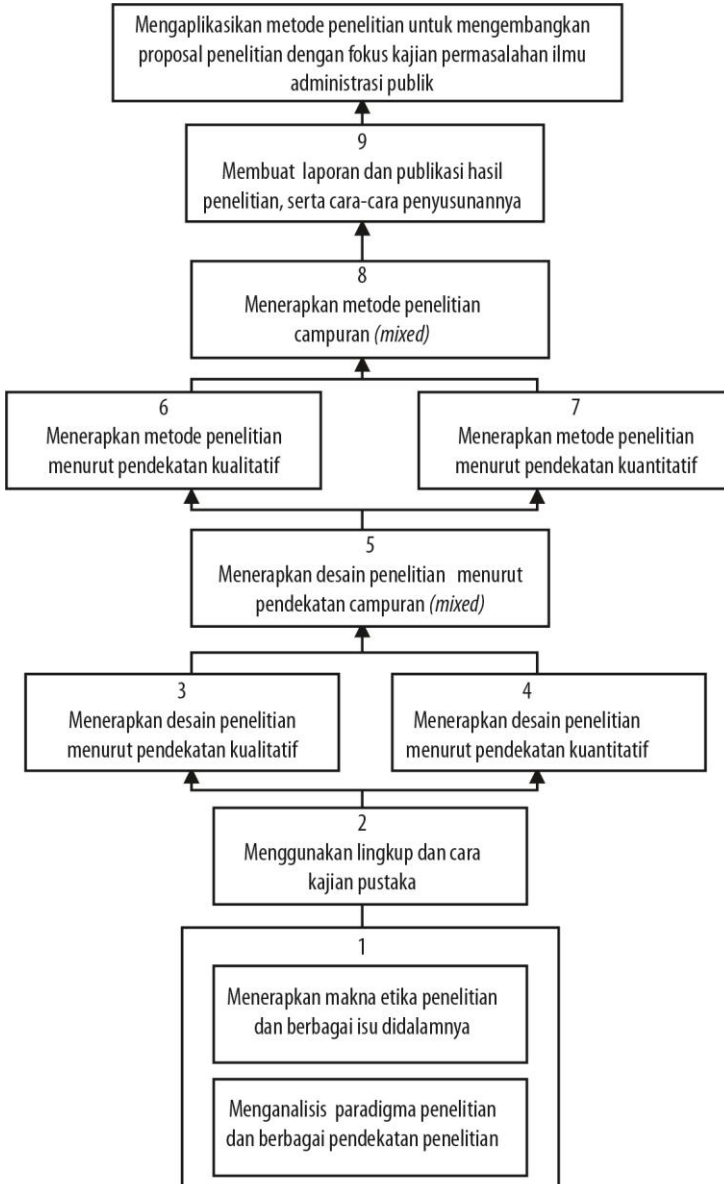 Mengaplikasikan metode penelitian untuk mengembangkan
proposal penelitian dengan fokus kajian permasalahan ilmu
administrasi publik
9
Membuat laporan dan publikasi hasil
penelitian, serta cara-cara penyusunannya
8
Menerapkan metode penelitian
campuran (mixed)
6
Menerapkan metode penelitian
menurut pendekatan kualitatif
7
Menerapkan metode penelitian
menurut pendekatan kuantitatif
5
Menerapkan desain penelitian menurut
pendekatan campuran (mixed)
3
Menerapkan desain penelitian
menurut pendekatan kualitatif
4
Menerapkan desain penelitian
menurut pendekatan kuantitatif
2
Menggunakan lingkup dan cara
kajian pustaka
1
Menerapkan makna etika penelitian
dan berbagai isu didalamnya
Menganalisis paradigma penelitian
dan berbagai pendekatan penelitian